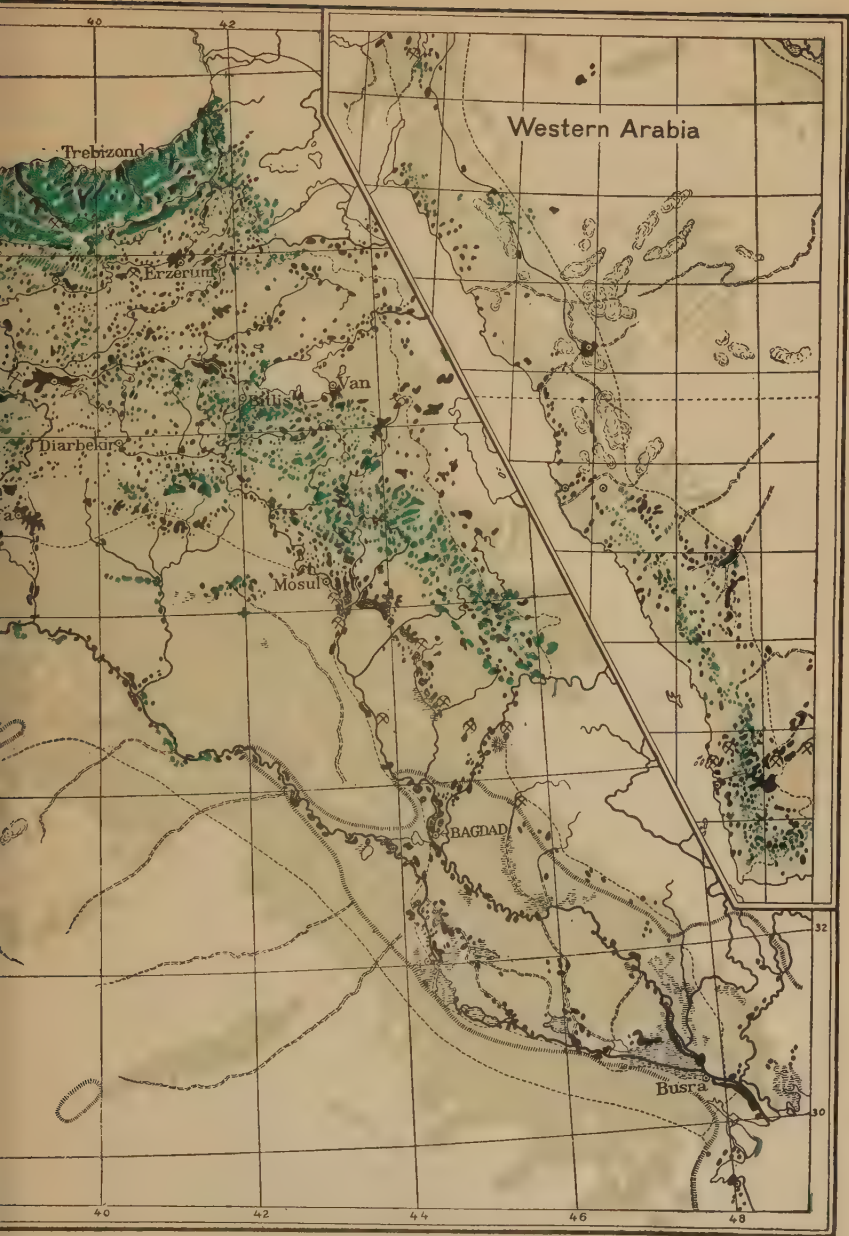 40
42
Western Arabia
Trebizond
Erzerum
Van
Bitlis
Diarbekir
a
Mosul
BAGDAD
32
Busra
30
40
42
44
46
48